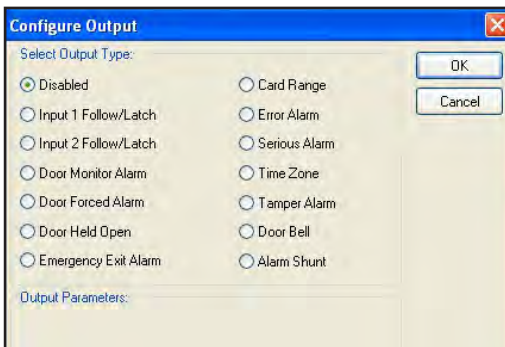 Configure Output
Select Output Type:
OK
Cancel
Disabled
Input 1 Follow/Latch
Input 2 Follow/Latch
Door Monitor Alarm
Door Forced Alarm
Door Held Open
Emergency Exit Alarm
Card Range
Error Alarm
Serious Alarm
Time Zone
Tamper Alarm
Door Bell
Alarm Shunt
Output Parameters: